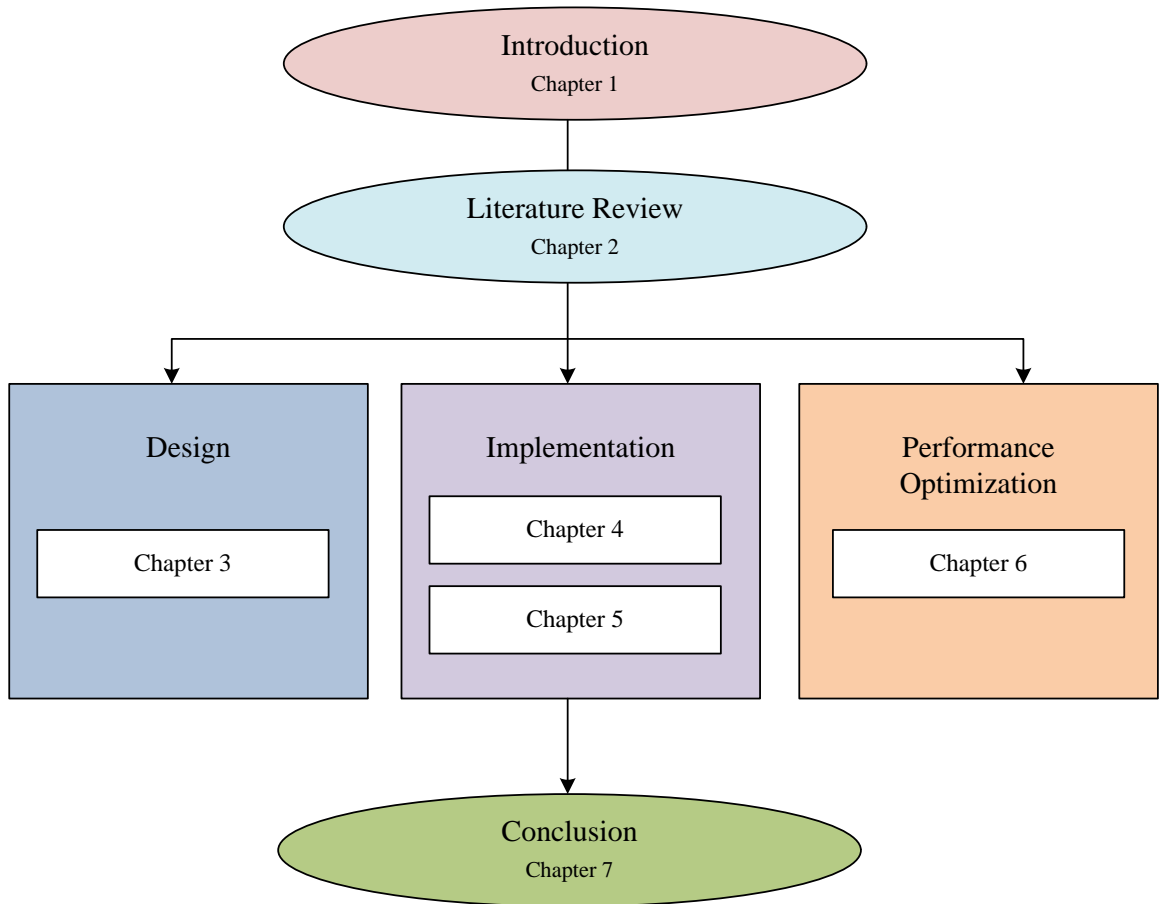 Introduction
Chapter 1
Literature Review
Chapter 2
Design
Chapter 3
Implementation
Chapter 4
Chapter 5
Performance
Optimization
Chapter 6
Conclusion
Chapter 7